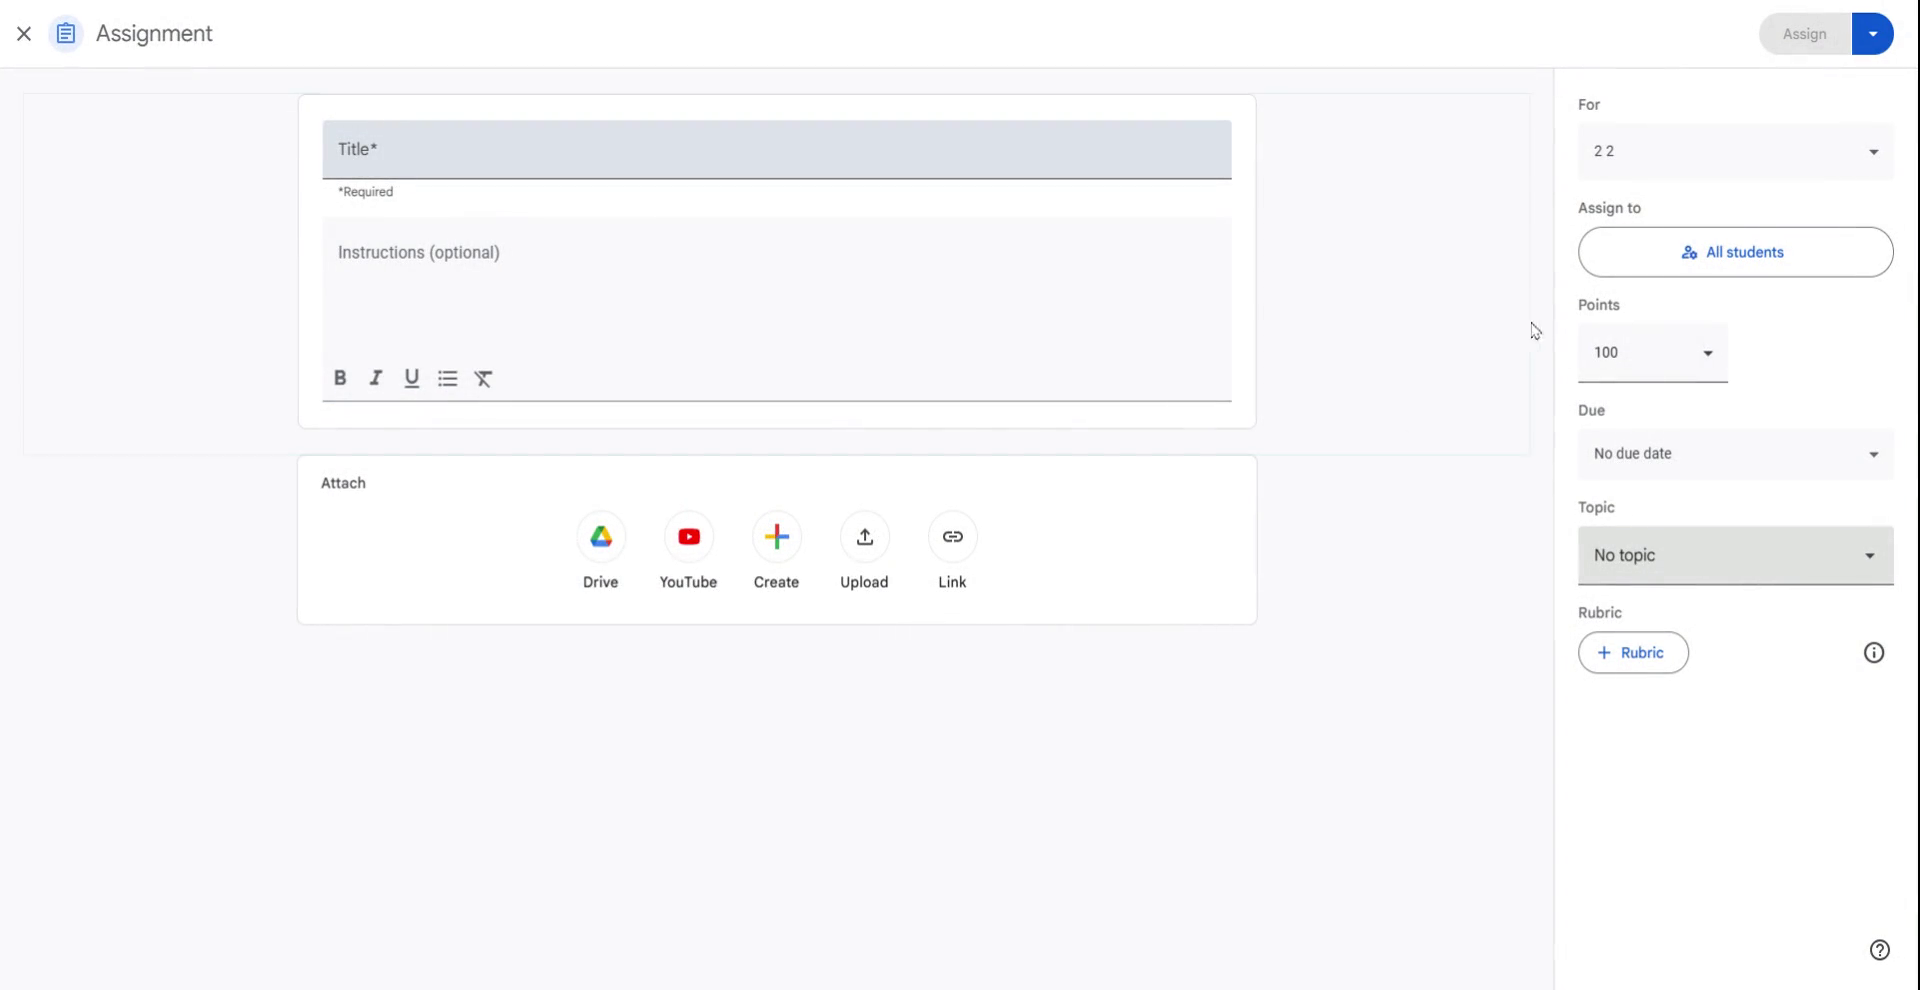 Assignment
Assign
Title*
*Required
Instructions (optional)
B I U
Attach
Drive
YouTube
Create
Upload
Link
For
2 2
Assign to
All students
Points
100
Due
No due date
Topic
No topic
Rubric
+ Rubric